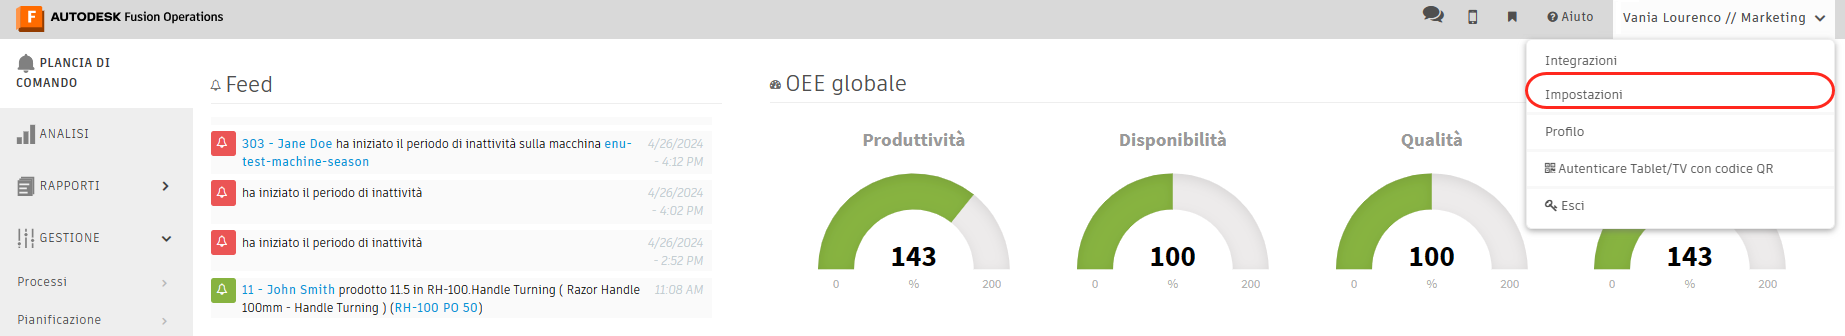 AUTODESK Fusion Operations
Aiuto
Vania Lourenco // Marketing
PLANCIA DI
COMANDO
ANALISI
RAPPORTI
GESTIONE
Processi
Pianificazione
Feed
303 - Jane Doe ha iniziato il periodo di inattività sulla macchina enu-
test-machine-season
4/26/2024
- 4:12 PM
ha iniziato il periodo di inattività
4/26/2024
- 4:02 PM
ha iniziato il periodo di inattività
4/26/2024
- 2:52 PM
11 - John Smith prodotto 11.5 in RH-100.Handle Turning ( Razor Handle
100mm - Handle Turning ) (RH-100 PO 50)
11:08 AM
OEE globale
Produttività
143
0 % 200
Disponibilità
100
0 % 200
Qualità
100
0 % 200
143
0 % 200
Integrazioni
Impostazioni
Profilo
Autenticare Tablet/TV con codice QR
Esci